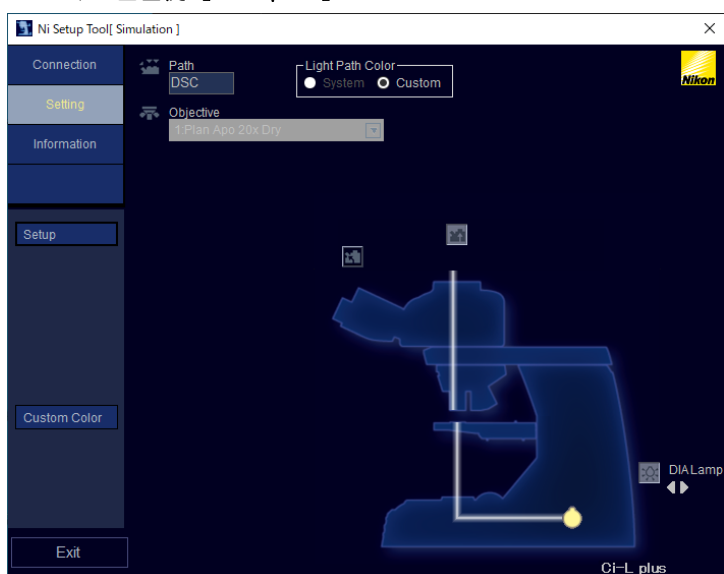 Ni Setup Tool[ Simulation ]
Connection
Setting
Information
Setup
Custom Color
Exit
Path
DSC
Light Path Color
System
Custom
Objective
1:Plan Apo 20x Dry
Nikon
DIA Lamp
Ci-L plus